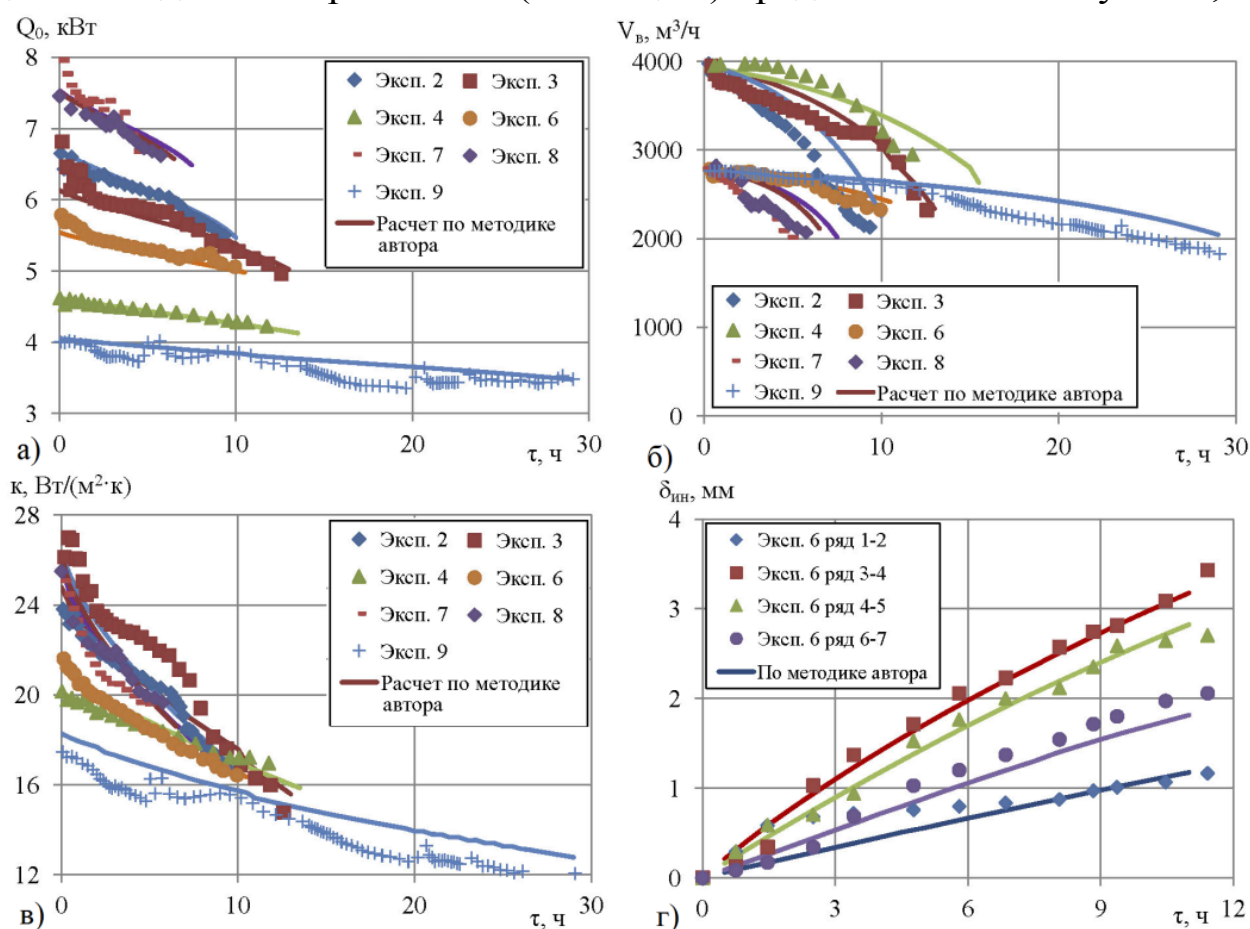 Q₀, кВт
8
7
6
5
4
3
0
10
20
30
τ, ч
а)
Эксп. 2
Эксп. 3
Эксп. 4
Эксп. 6
Эксп. 7
Эксп. 8
Эксп. 9
Расчет по методике
автора
Vв, м³/ч
4000
3000
2000
1000
0
0
10
20
30
τ, ч
б)
Эксп. 2
Эксп. 3
Эксп. 4
Эксп. 6
Эксп. 7
Эксп. 8
Эксп. 9
Расчет по методике автора
к, Вт/(м²·к)
28
24
20
16
12
0
10
20
30
τ, ч
в)
Эксп. 2
Эксп. 3
Эксп. 4
Эксп. 6
Эксп. 7
Эксп. 8
Эксп. 9
Расчет по методике
автора
δин, мм
4
3
2
1
0
0
3
6
9
12
τ, ч
г)
Эксп. 6 ряд 1-2
Эксп. 6 ряд 3-4
Эксп. 6 ряд 4-5
Эксп. 6 ряд 6-7
По методике автора